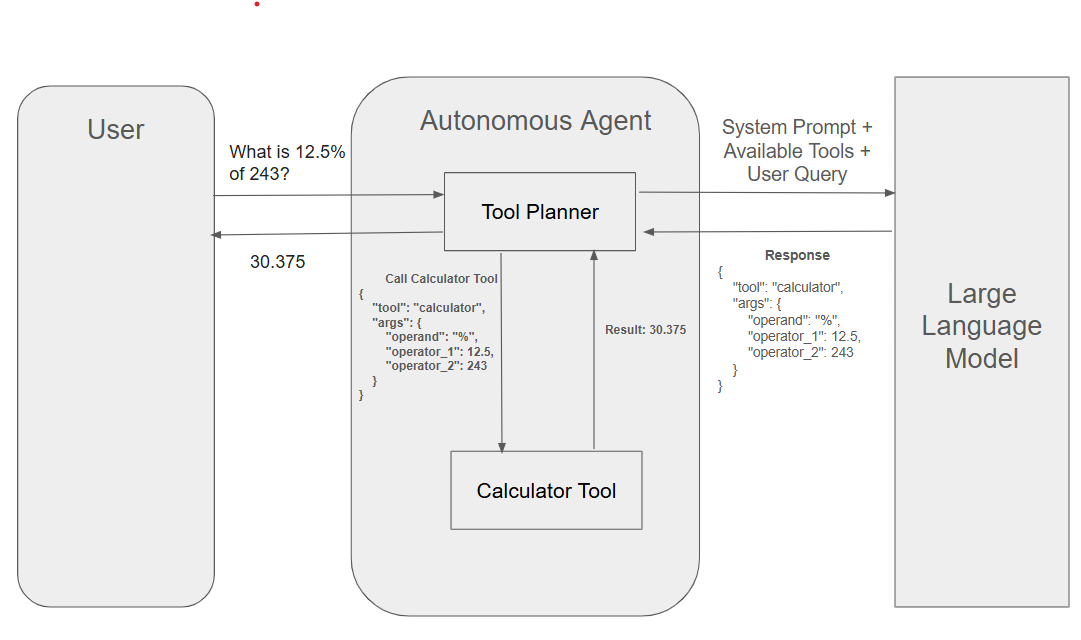 User
What is 12.5%
of 243?
30.375
Autonomous Agent
Tool Planner
Call Calculator Tool
{
"tool": "calculator",
"args": {
"operand": "%",
"operator_1": 12.5,
"operator_2": 243
}
}
Result: 30.375
Calculator Tool
System Prompt +
Available Tools +
User Query
Response
{
"tool": "calculator",
"args": {
"operand": "%",
"operator_1": 12.5,
"operator_2": 243
}
}
Large
Language
Model